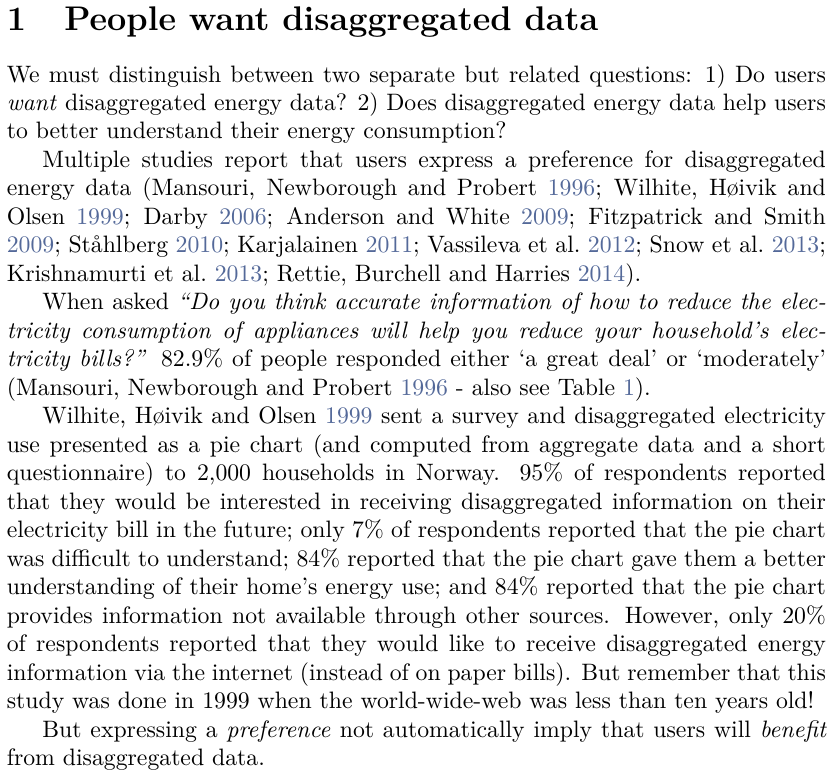 1 People want disaggregated data
We must distinguish between two separate but related questions: 1) Do users
want disaggregated energy data? 2) Does disaggregated energy data help users
to better understand their energy consumption?
Multiple studies report that users express a preference for disaggregated
energy data (Mansouri, Newborough and Probert 1996; Wilhite, Høivik and
Olsen 1999; Darby 2006; Anderson and White 2009; Fitzpatrick and Smith
2009; Ståhlberg 2010; Karjalainen 2011; Vassileva et al. 2012; Snow et al. 2013;
Krishnamurti et al. 2013; Rettie, Burchell and Harries 2014).
When asked “Do you think accurate information of how to reduce the elec-
tricity consumption of appliances will help you reduce your household’s elec-
tricity bills?” 82.9% of people responded either ‘a great deal’ or ‘moderately’
(Mansouri, Newborough and Probert 1996 - also see Table 1).
Wilhite, Høivik and Olsen 1999 sent a survey and disaggregated electricity
use presented as a pie chart (and computed from aggregate data and a short
questionnaire) to 2,000 households in Norway. 95% of respondents reported
that they would be interested in receiving disaggregated information on their
electricity bill in the future; only 7% of respondents reported that the pie chart
was difficult to understand; 84% reported that the pie chart gave them a better
understanding of their home’s energy use; and 84% reported that the pie chart
provides information not available through other sources. However, only 20%
of respondents reported that they would like to receive disaggregated energy
information via the internet (instead of on paper bills). But remember that this
study was done in 1999 when the world-wide-web was less than ten years old!
But expressing a preference not automatically imply that users will benefit
from disaggregated data.